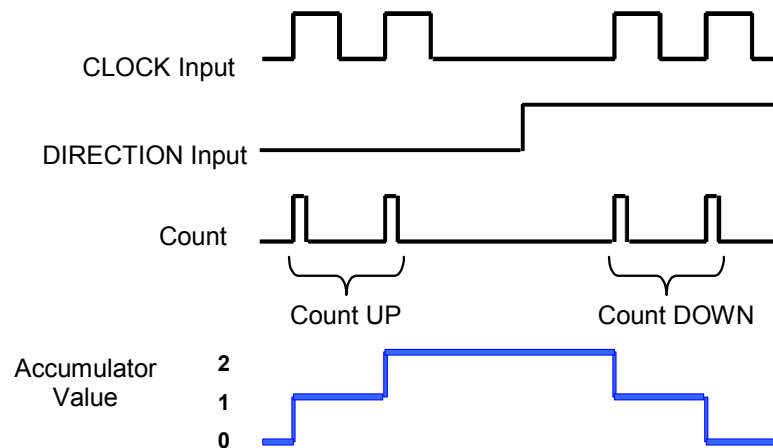 CLOCK Input
DIRECTION Input
Count
Count UP
Count DOWN
Accumulator
Value
2
1
0